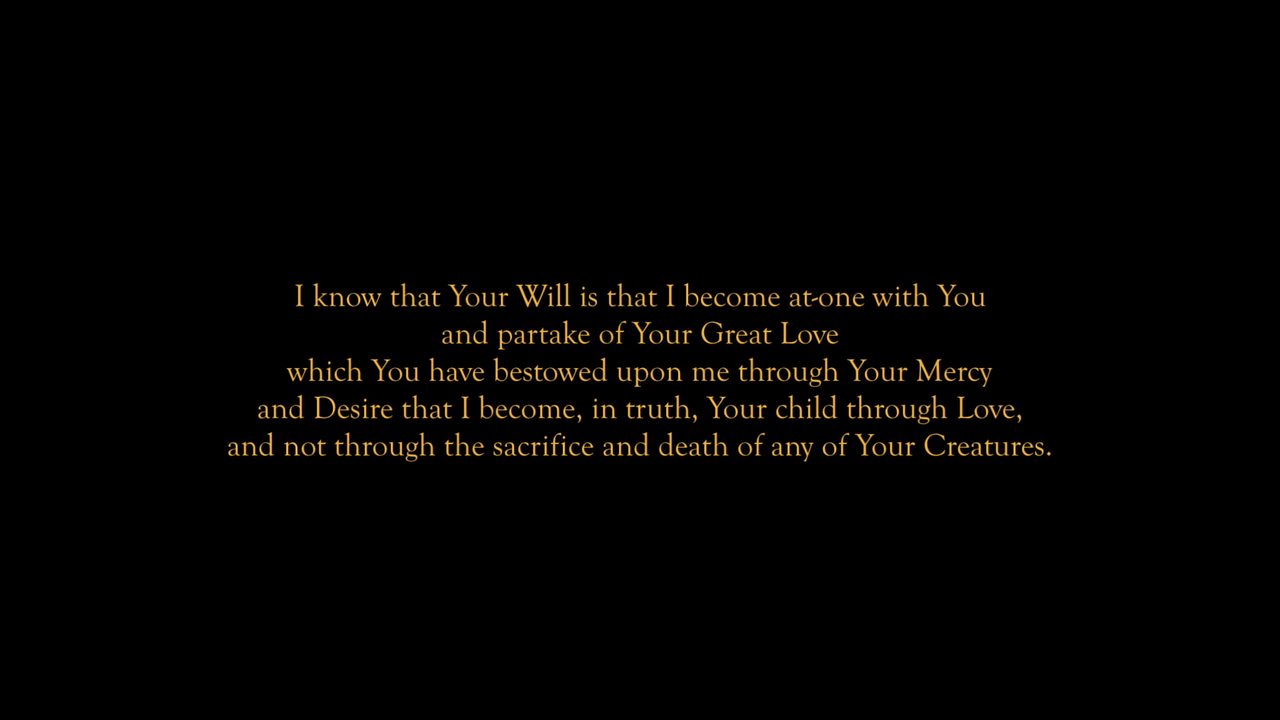 I know that Your Will is that I become at-one with You
and partake of Your Great Love
which You have bestowed upon me through Your Mercy
and Desire that I become, in truth, Your child through Love,
and not through the sacrifice and death of any of Your Creatures.